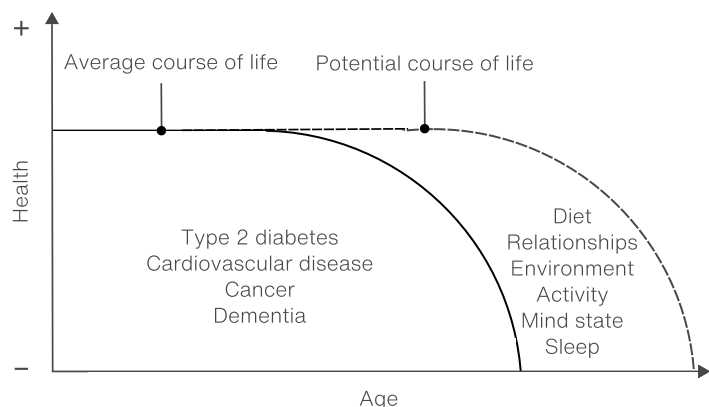 +
Average course of life
Potential course of life
Health
Type 2 diabetes
Cardiovascular disease
Cancer
Dementia
Diet
Relationships
Environment
Activity
Mind state
Sleep
–
Age